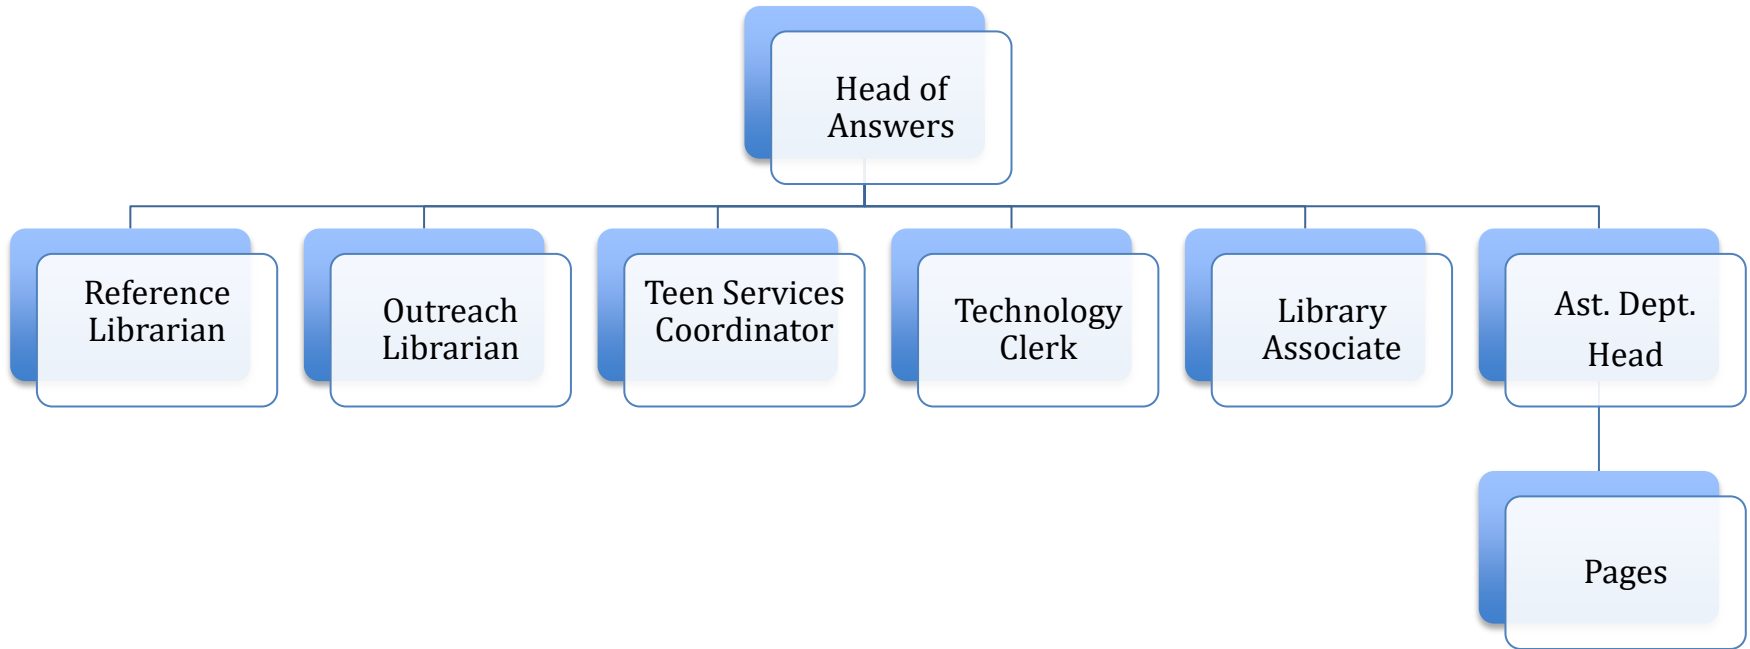 Head of
Answers
Reference
Librarian
Outreach
Librarian
Teen Services
Coordinator
Technology
Clerk
Library
Associate
Ast. Dept.
Head
Pages